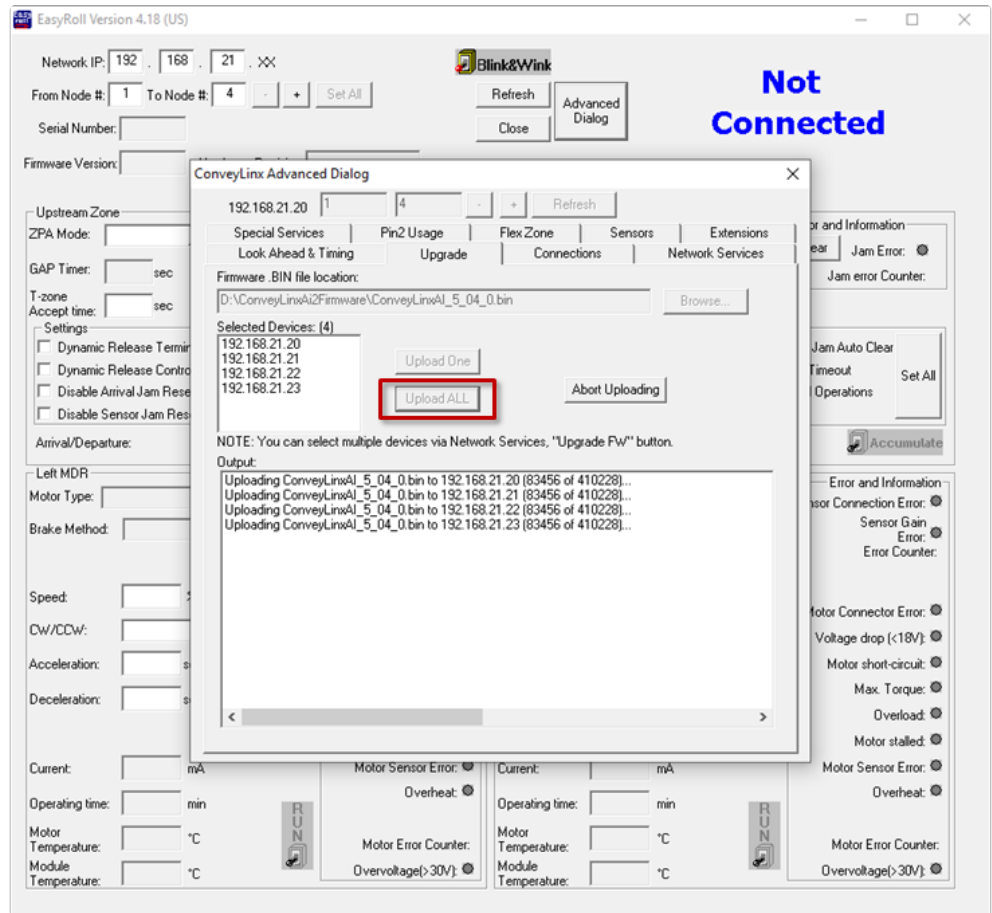 EasyRoll Version 4.18 (US)
Network IP: 192 . 168 . 21 . XX
Blink&Wink
Not
Connected
From Node #: 1 To Node #: 4 - + Set All
Refresh
Advanced
Dialog
Serial Number:
Close
Firmware Version:
ConveyLinx Advanced Dialog
192.168.21.20 1 4 - + Refresh
Special Services Pin2 Usage Flex Zone Sensors Extensions
Look Ahead & Timing Upgrade Connections Network Services
Firmware .BIN file location:
D:\ConveyLinxAi2Firmware\ConveyLinxAI_5_04_0.bin Browse...
Selected Devices: (4)
192.168.21.20
192.168.21.21
192.168.21.22
192.168.21.23
Upload One
Upload ALL
Abort Uploading
NOTE: You can select multiple devices via Network Services, "Upgrade FW" button.
Output:
Uploading ConveyLinxAI_5_04_0.bin to 192.168.21.20 (83456 of 410228)...
Uploading ConveyLinxAI_5_04_0.bin to 192.168.21.21 (83456 of 410228)...
Uploading ConveyLinxAI_5_04_0.bin to 192.168.21.22 (83456 of 410228)...
Uploading ConveyLinxAI_5_04_0.bin to 192.168.21.23 (83456 of 410228)...
Upstream Zone
ZPA Mode:
GAP Timer: sec
T-zone
Accept time: sec
Settings
Dynamic Release Termin
Dynamic Release Contro
Disable Arrival Jam Rese
Disable Sensor Jam Res
Arrival/Departure:
or and Information
ear Jam Error:
Jam error Counter:
Jam Auto Clear
Timeout
Operations
Set All
Accumulate
Left MDR
Motor Type:
Brake Method:
Speed:
CW/CCW:
Acceleration:
Deceleration:
Current: mA
Operating time: min
Motor
Temperature: °C
Module
Temperature: °C
RUN
Motor Sensor Error:
Overheat:
Motor Error Counter:
Overvoltage(>30V):
Current: mA
Operating time: min
Motor
Temperature: °C
Module
Temperature: °C
RUN
Error and Information
nsor Connection Error:
Sensor Gain
Error:
Error Counter:
Motor Connector Error:
Voltage drop (<18V):
Motor short-circuit:
Max. Torque:
Overload:
Motor stalled:
Motor Sensor Error:
Overheat:
Motor Error Counter:
Overvoltage(>30V):